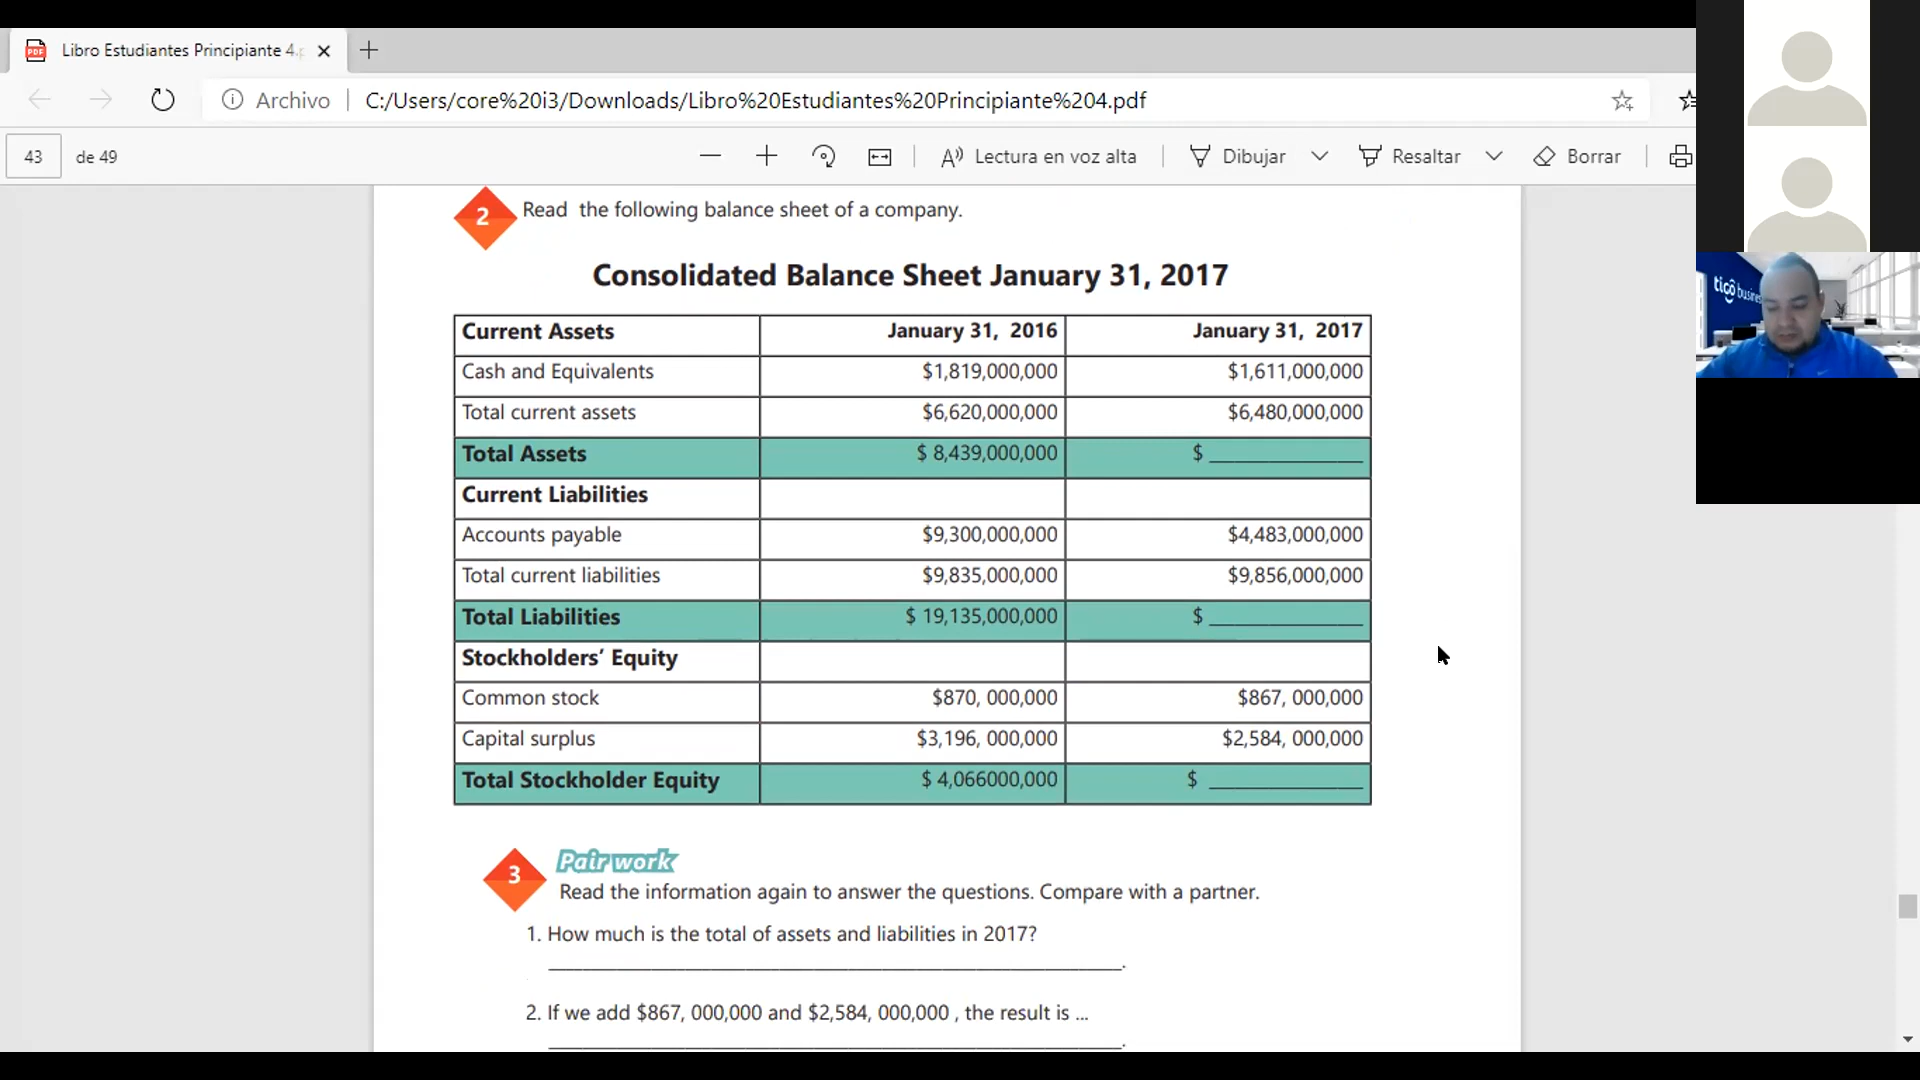 Libro Estudiantes Principiante 4.p
Archivo | C:/Users/core%20i3/Downloads/Libro%20Estudiantes%20Principiante%204.pdf
43 de 49
Lectura en voz alta
Dibujar
Resaltar
Borrar
2 Read the following balance sheet of a company.
Consolidated Balance Sheet January 31, 2017
Current Assets January 31, 2016 January 31, 2017
Cash and Equivalents $1,819,000,000 $1,611,000,000
Total current assets $6,620,000,000 $6,480,000,000
Total Assets $ 8,439,000,000 $ ______________
Current Liabilities
Accounts payable $9,300,000,000 $4,483,000,000
Total current liabilities $9,835,000,000 $9,856,000,000
Total Liabilities $ 19,135,000,000 $ ______________
Stockholders’ Equity
Common stock $870, 000,000 $867, 000,000
Capital surplus $3,196, 000,000 $2,584, 000,000
Total Stockholder Equity $ 4,066000,000 $ ______________
3 Pair work
Read the information again to answer the questions. Compare with a partner.
1. How much is the total of assets and liabilities in 2017?
____________________________________________________.
2. If we add $867, 000,000 and $2,584, 000,000 , the result is ...
____________________________________________________.
tigo business